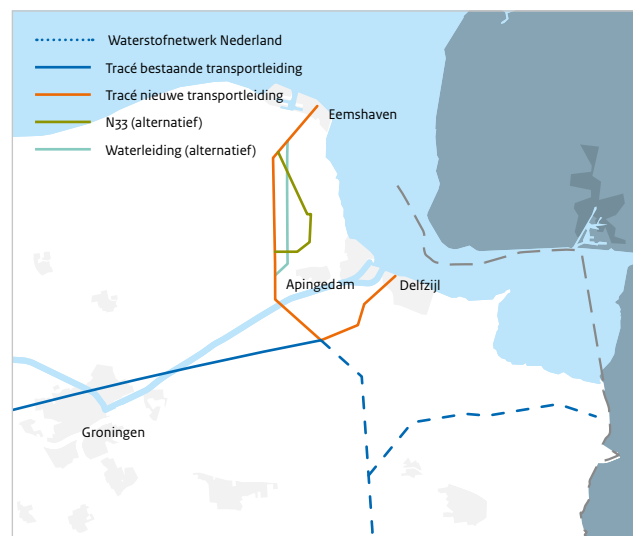 Waterstofnetwerk Nederland
Tracé bestaande transportleiding
Tracé nieuwe transportleiding
N33 (alternatief)
Waterleiding (alternatief)
Eemshaven
Apingedam
Delfzijl
Groningen